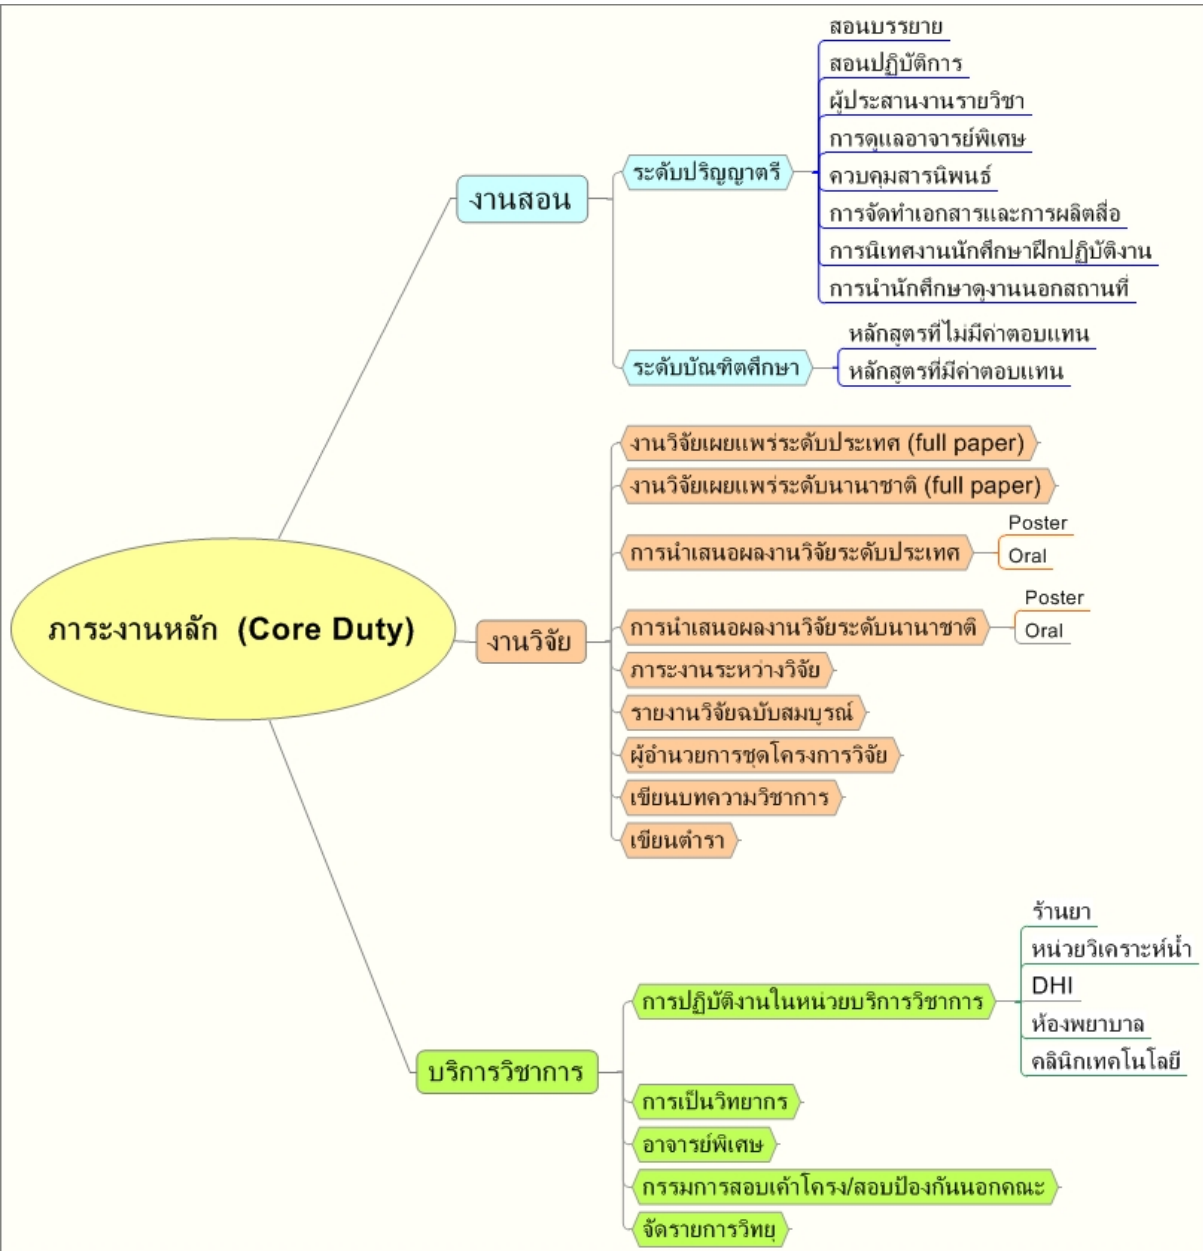 ภาระงานหลัก (Core Duty)
งานสอน
ระดับปริญญาตรี
สอนบรรยาย
สอนปฏิบัติการ
ผู้ประสานงานรายวิชา
การดูแลอาจารย์พิเศษ
ควบคุมสารนิพนธ์
การจัดทำเอกสารและการผลิตสื่อ
การนิเทศงานนักศึกษาฝึกปฏิบัติงาน
การนำนักศึกษาดูงานนอกสถานที่
ระดับบัณฑิตศึกษา
หลักสูตรที่ไม่มีค่าตอบแทน
หลักสูตรที่มีค่าตอบแทน
งานวิจัย
งานวิจัยเผยแพร่ระดับประเทศ (full paper)
งานวิจัยเผยแพร่ระดับนานาชาติ (full paper)
การนำเสนอผลงานวิจัยระดับประเทศ
Poster
Oral
การนำเสนอผลงานวิจัยระดับนานาชาติ
Poster
Oral
ภาระงานระหว่างวิจัย
รายงานวิจัยฉบับสมบูรณ์
ผู้อำนวยการชุดโครงการวิจัย
เขียนบทความวิชาการ
เขียนตำรา
บริการวิชาการ
การปฏิบัติงานในหน่วยบริการวิชาการ
ร้านยา
หน่วยวิเคราะห์น้ำ
DHI
ห้องพยาบาล
คลินิกเทคโนโลยี
การเป็นวิทยากร
อาจารย์พิเศษ
กรรมการสอบเค้าโครง/สอบป้องกันนอกคณะ
จัดรายการวิทยุ